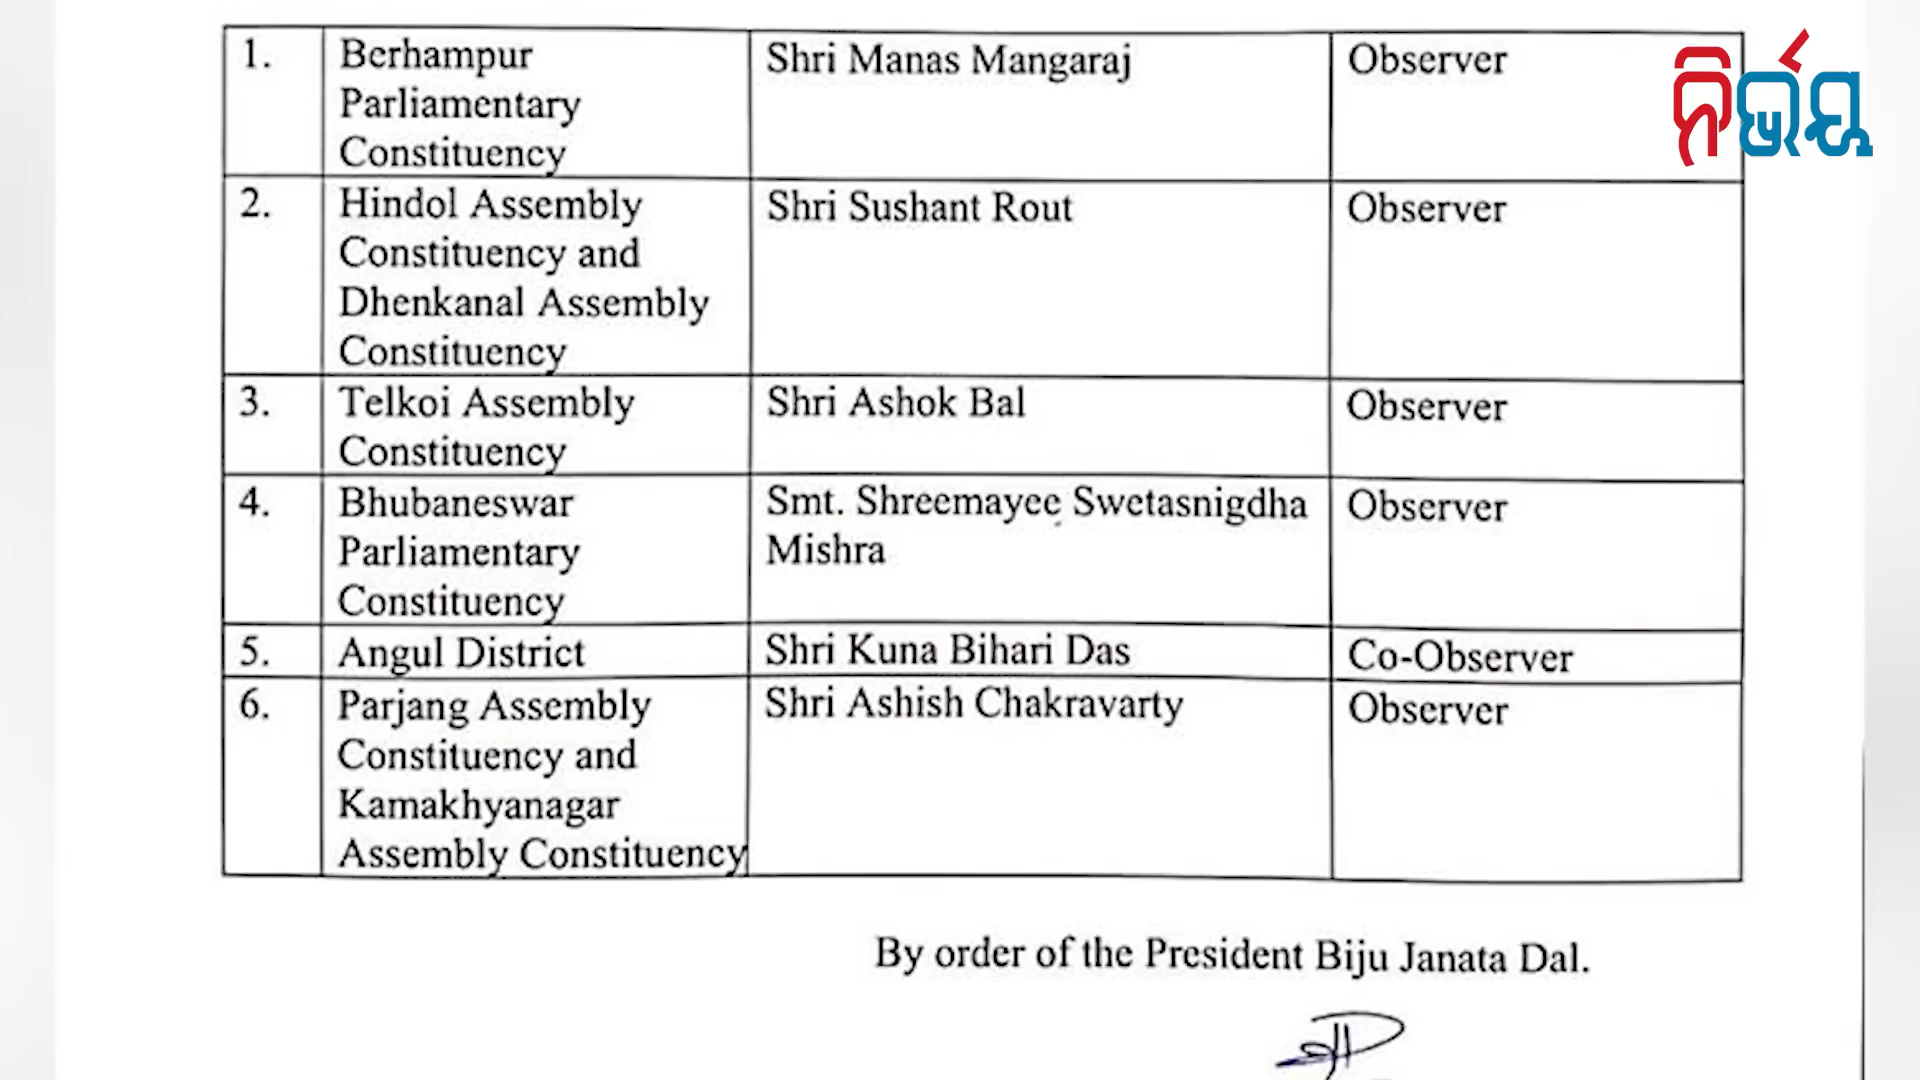 1. Berhampur Shri Manas Mangaraj Observer
Parliamentary
Constituency
2. Hindol Assembly Shri Sushant Rout Observer
Constituency and
Dhenkanal Assembly
Constituency
3. Telkoi Assembly Shri Ashok Bal Observer
Constituency
4. Bhubaneswar Smt. Shreemayee Swetasnigdha Observer
Parliamentary Mishra
Constituency
5. Angul District Shri Kuna Bihari Das Co-Observer
6. Parjang Assembly Shri Ashish Chakravarty Observer
Constituency and
Kamakhyanagar
Assembly Constituency
By order of the President Biju Janata Dal.
ନିର୍ଭୟ